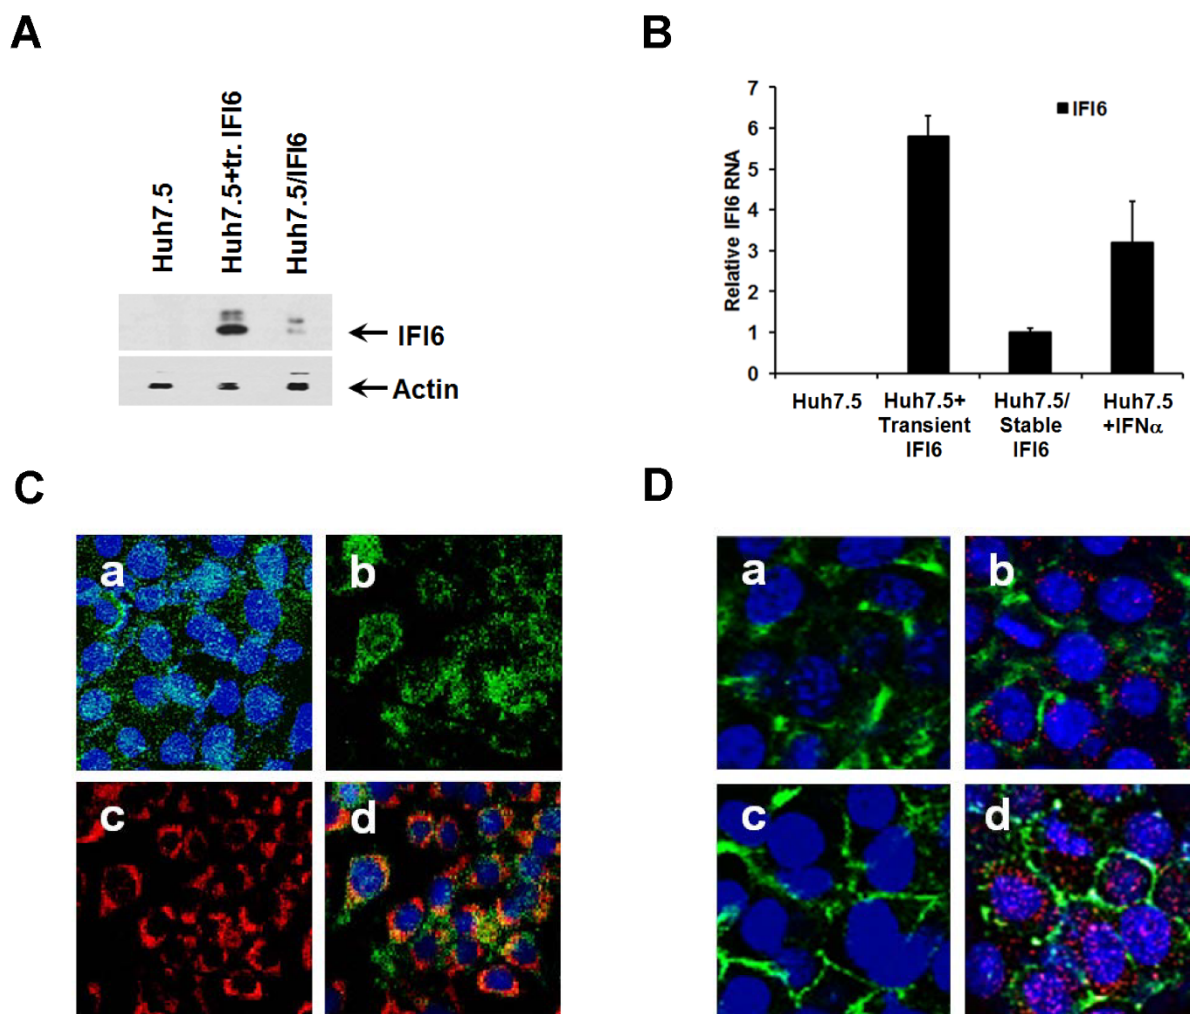 A
Huh7.5
Huh7.5+tr. IFI6
Huh7.5/IFI6
IFI6
Actin
B
7
6
5
4
3
2
1
0
Relative IFI6 RNA
IFI6
Huh7.5
Huh7.5+
Transient
IFI6
Huh7.5/
Stable
IFI6
Huh7.5
+IFNα
C
a
b
c
d
D
a
b
c
d